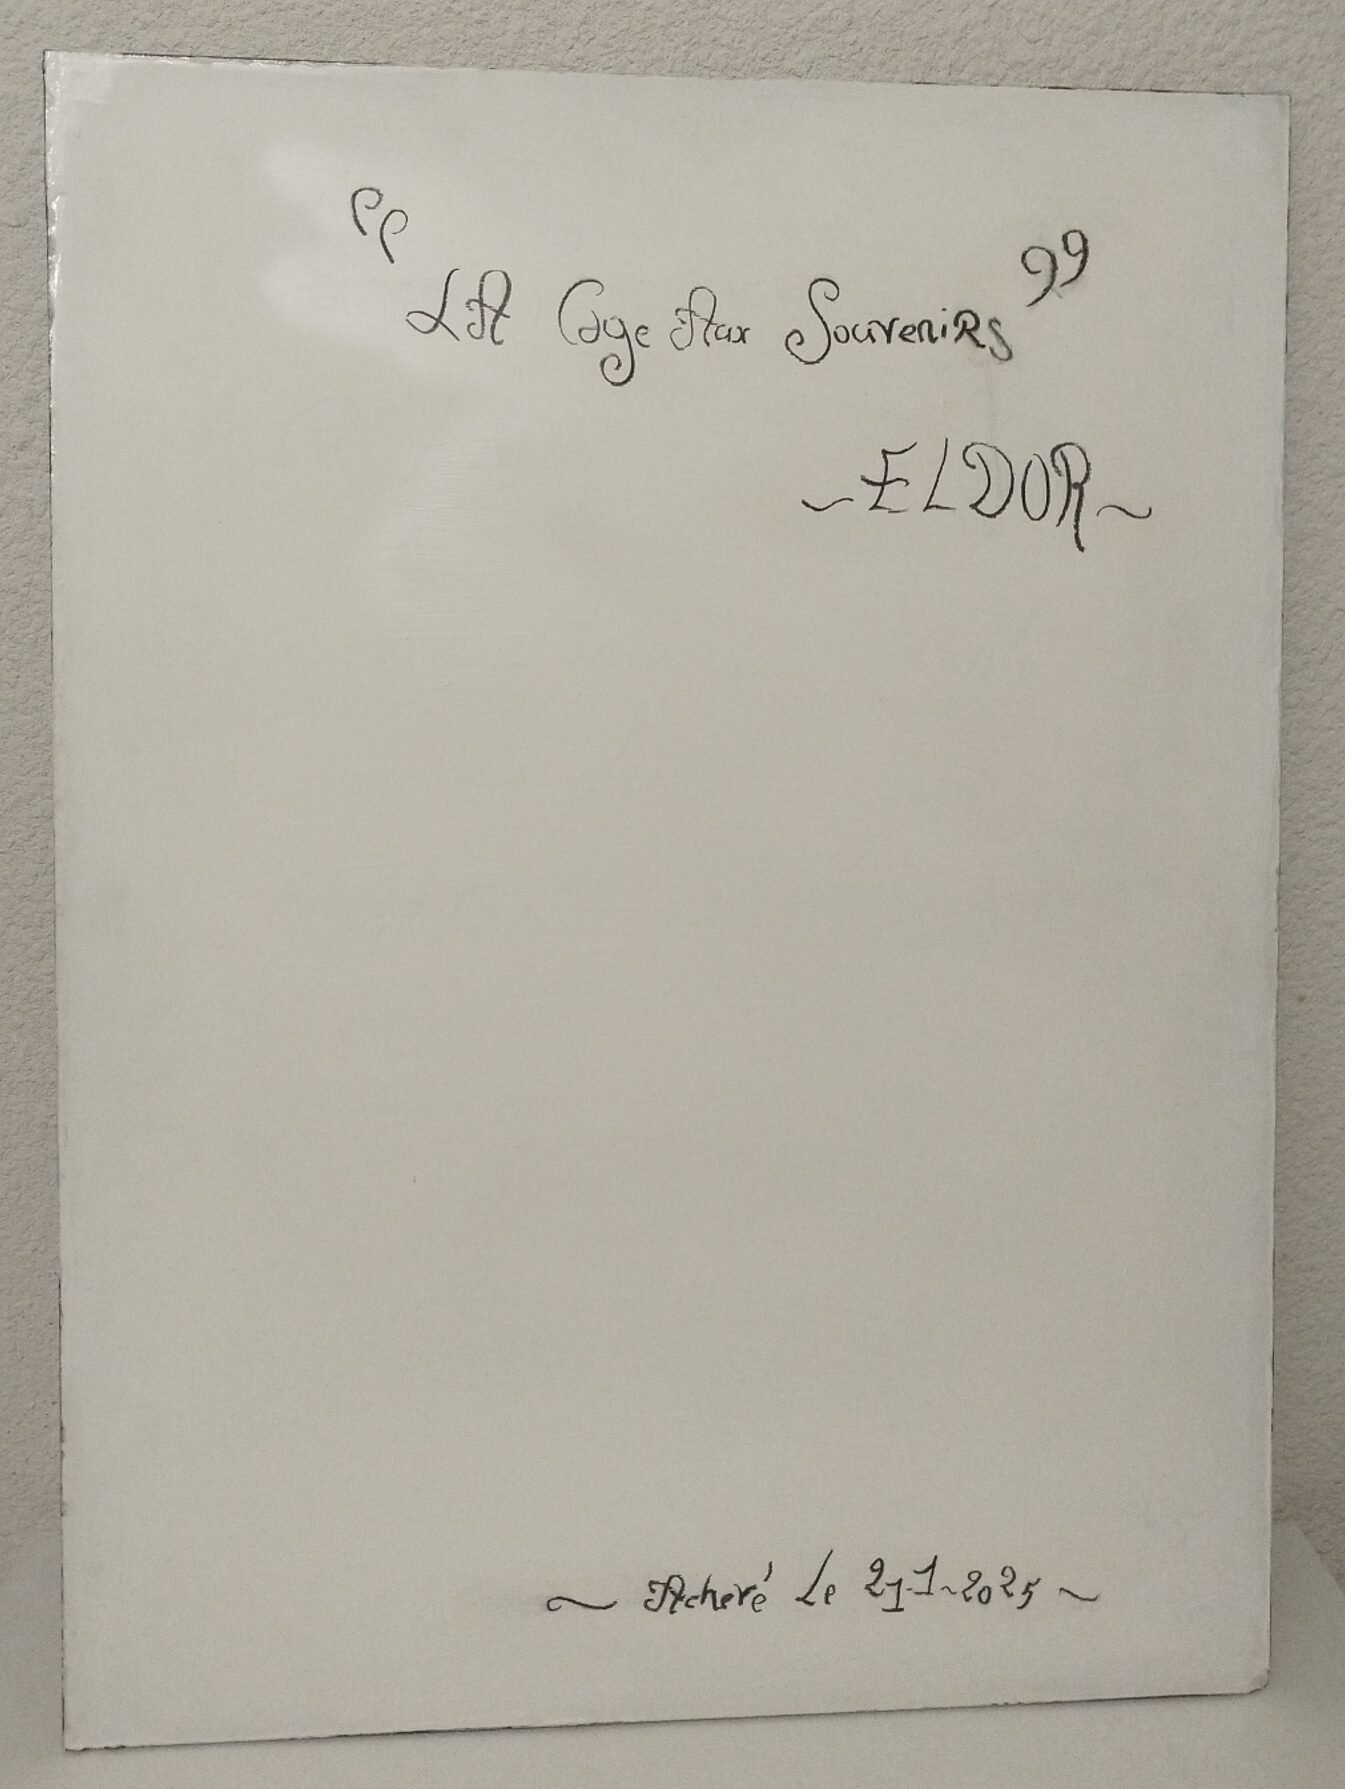 " LA Cage Aux Souvenirs "
~ ELDOR ~
~ Achevé Le 21-1-2025 ~